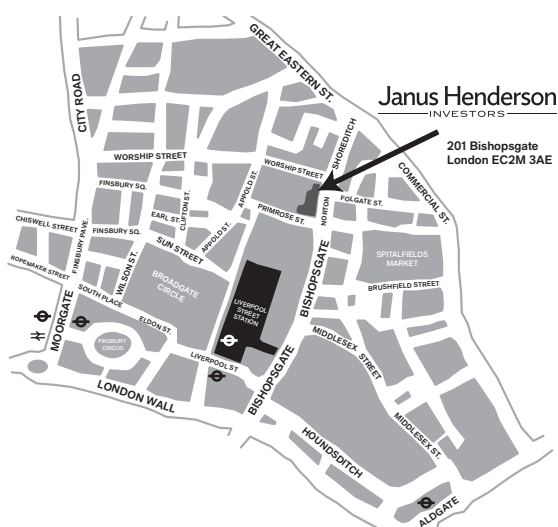 GREAT EASTERN ST.
CITY ROAD
Janus Henderson
INVESTORS
201 Bishopsgate
London EC2M 3AE
SHOREDITCH
COMMERCIAL ST.
WORSHIP STREET
WORSHIP STREET
FINSBURY SQ.
APPOLD ST.
CLIFTON ST.
NORTON
FOLGATE ST.
PRIMROSE ST.
EARL ST.
CHISWELL STREET
FINSBURY PAVE.
FINSBURY SQ.
APPOLD ST.
SUN STREET
WILSON ST.
BISHOPSGATE
SPITALFIELDS
MARKET
ROPEMAKER STREET
BROADGATE
CIRCLE
BRUSHFIELD STREET
SOUTH PLACE
LIVERPOOL
STREET
STATION
MOORGATE
ELDON ST.
FINSBURY
CIRCUS
MIDDLESEX
STREET
LIVERPOOL ST
BISHOPSGATE
LONDON WALL
MIDDLESEX ST.
HOUNDSDITCH
ALDGATE